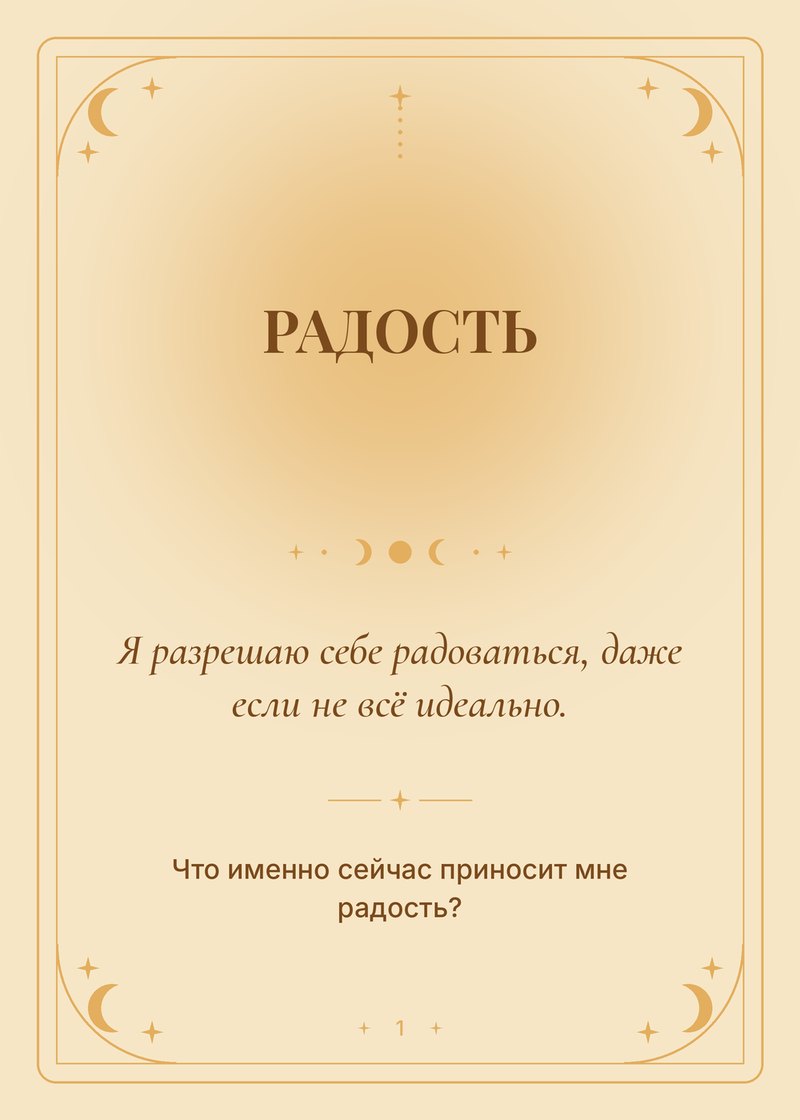 РАДОСТЬ
Я разрешаю себе радоваться, даже
если не всё идеально.
Что именно сейчас приносит мне
радость?
1